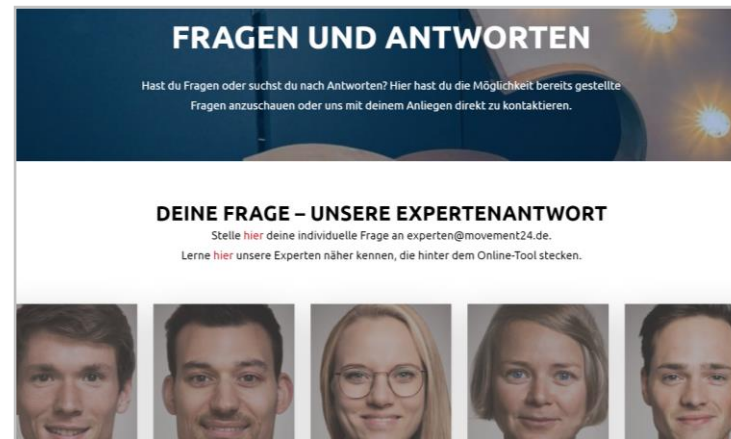 FRAGEN UND ANTWORTEN
Hast du Fragen oder suchst du nach Antworten? Hier hast du die Möglichkeit bereits gestellte
Fragen anzuschauen oder uns mit deinem Anliegen direkt zu kontaktieren.
DEINE FRAGE – UNSERE EXPERTENANTWORT
Stelle hier deine individuelle Frage an experten@movement24.de.
Lerne hier unsere Experten näher kennen, die hinter dem Online-Tool stecken.